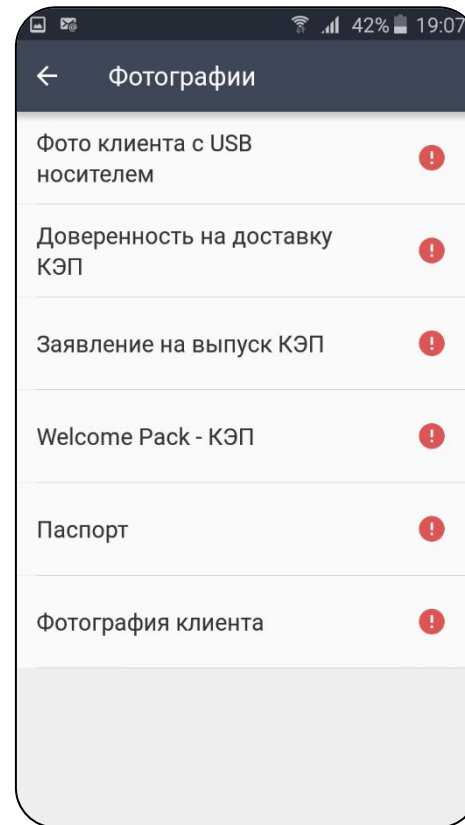 42% 19:07
Фотографии
Фото клиента с USB
носителем
Доверенность на доставку
КЭП
Заявление на выпуск КЭП
Welcome Pack - КЭП
Паспорт
Фотография клиента